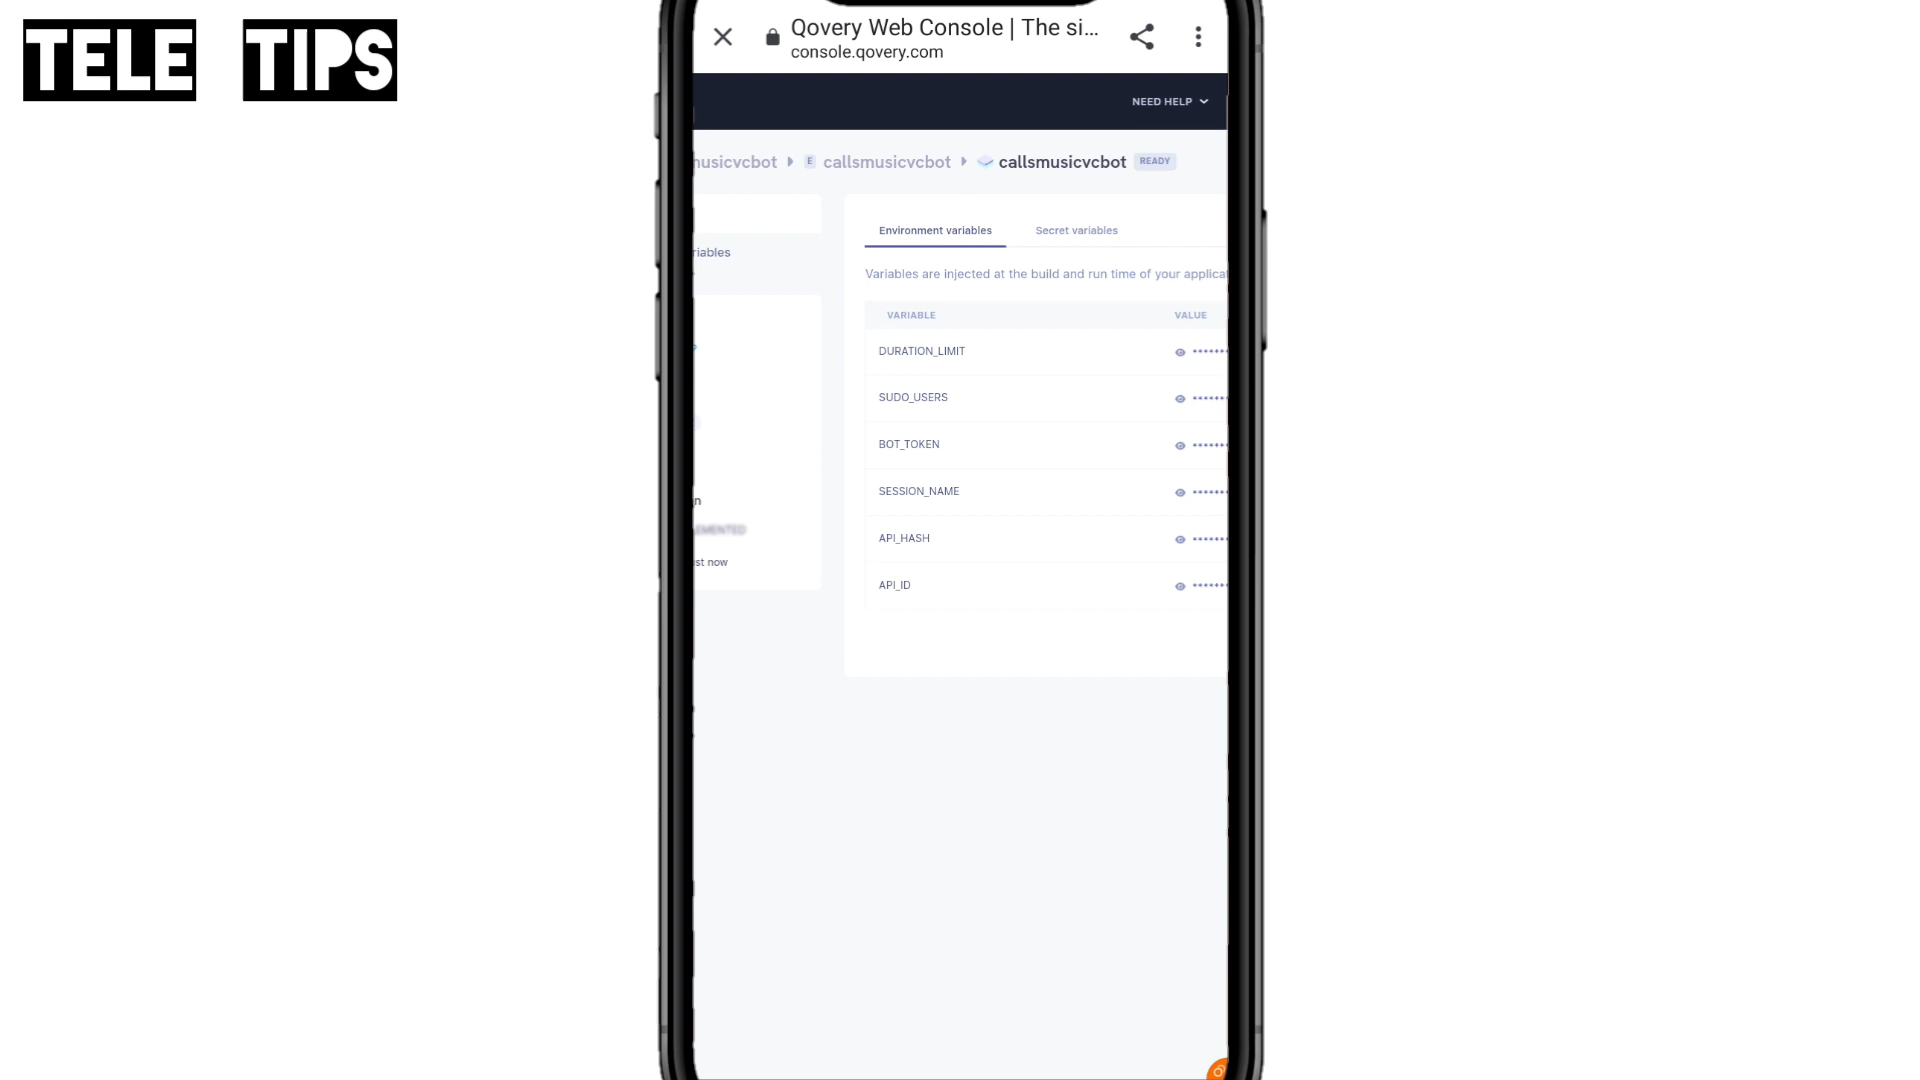 TELE TIPS
Qovery Web Console | The si...
console.qovery.com
NEED HELP
usicvcbot E callsmusicvcbot callsmusicvcbot READY
Environment variables Secret variables
riables
Variables are injected at the build and run time of your applicat
VARIABLE VALUE
DURATION_LIMIT *******
SUDO_USERS *******
BOT_TOKEN *******
SESSION_NAME *******
n
EMENTED
API_HASH *******
st now
API_ID *******